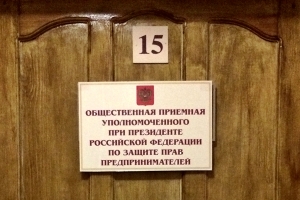 15
ОБЩЕСТВЕННАЯ ПРИЕМНАЯ
УПОЛНОМОЧЕННОГО
ПРИ ПРЕЗИДЕНТЕ
РОССИЙСКОЙ ФЕДЕРАЦИИ
ПО ЗАЩИТЕ ПРАВ
ПРЕДПРИНИМАТЕЛЕЙ